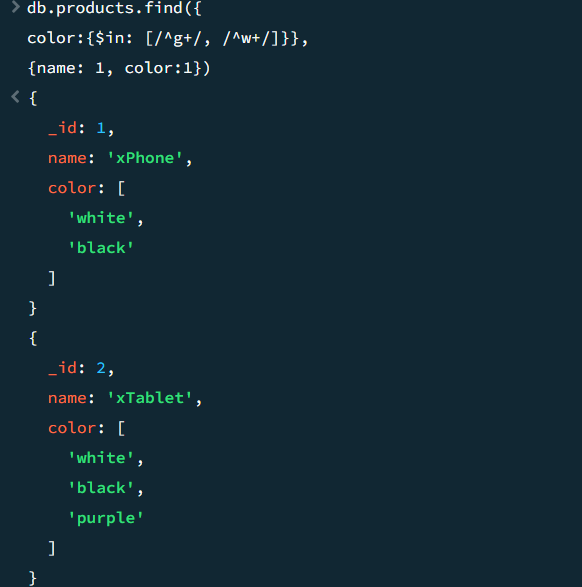 > db.products.find({
color:{$in: [/^g+/, /^w+/]}},
{name: 1, color:1})
< {
_id: 1,
name: 'xPhone',
color: [
'white',
'black'
]
}
{
_id: 2,
name: 'xTablet',
color: [
'white',
'black',
'purple'
]
}